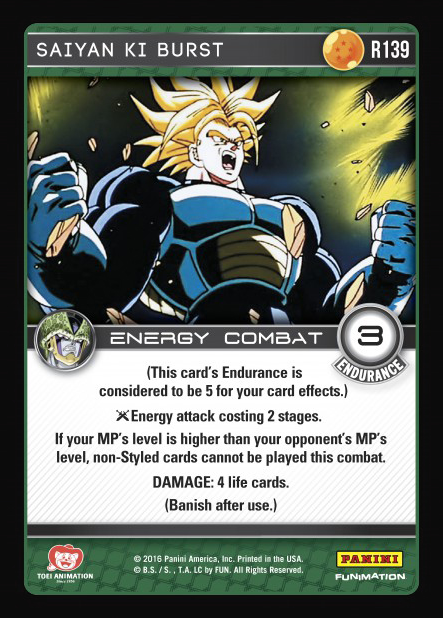 SAIYAN KI BURST
R139
ENERGY COMBAT
3
ENDURANCE
(This card's Endurance is
considered to be 5 for your card effects.)
Energy attack costing 2 stages.
If your MP's level is higher than your opponent's MP's
level, non-Styled cards cannot be played this combat.
DAMAGE: 4 life cards.
(Banish after use.)
TOEI ANIMATION
Since 1956
© 2016 Panini America, Inc. Printed in the USA.
© B.S. / S. , T.A. LC by FUN. All Rights Reserved.
PANINI
FUNIMATION